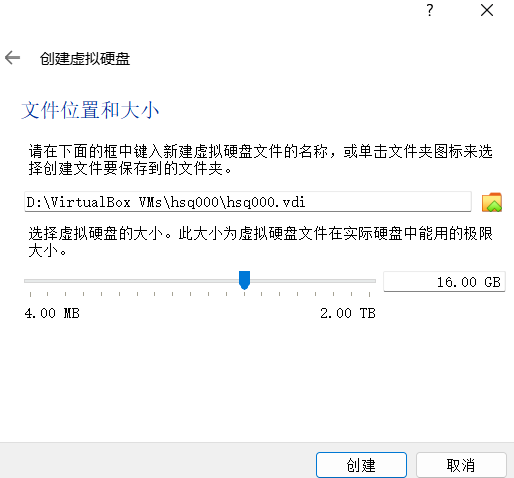 ?
创建虚拟硬盘
文件位置和大小
请在下面的框中键入新建虚拟硬盘文件的名称，或单击文件夹图标来选
择创建文件要保存到的文件夹。
D:\VirtualBox VMs\hsq000\hsq000.vdi
选择虚拟硬盘的大小。此大小为虚拟硬盘文件在实际硬盘中能用的极限
大小。
16.00 GB
4.00 MB 2.00 TB
创建 取消